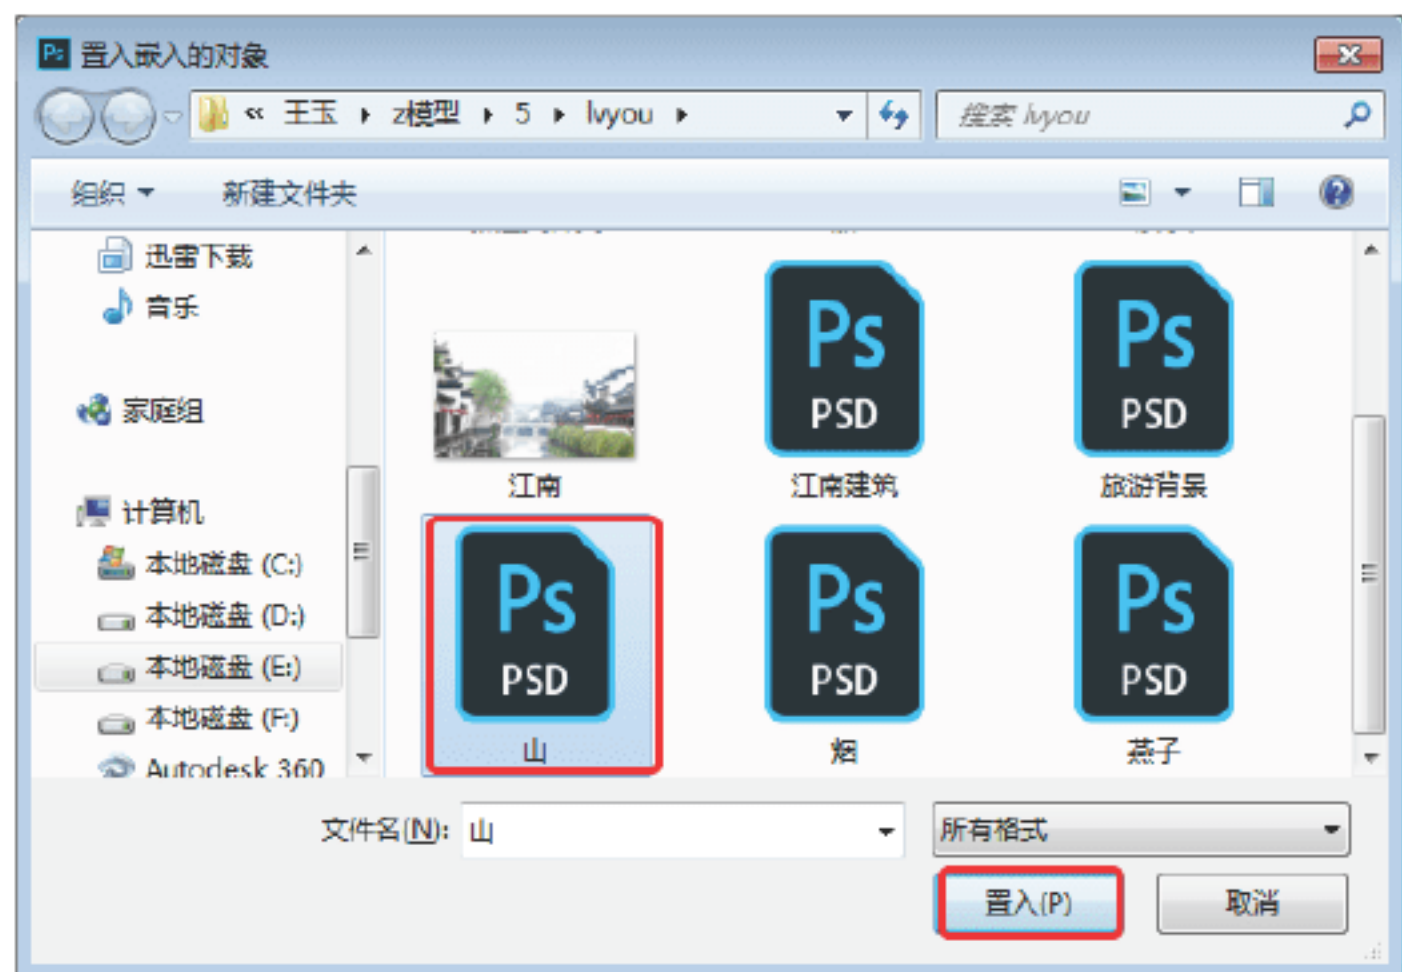 Ps 置入嵌入的对象
« 王玉 ▸ z模型 ▸ 5 ▸ lvyou ▸
搜索 lvyou
组织 新建文件夹
迅雷下载
音乐
家庭组
计算机
本地磁盘 (C:)
本地磁盘 (D:)
本地磁盘 (E:)
本地磁盘 (F:)
Autodesk 360
Ps
PSD
Ps
PSD
江南 江南建筑 旅游背景
Ps
PSD
Ps
PSD
Ps
PSD
山 烟 燕子
文件名(N): 山 所有格式
置入(P) 取消